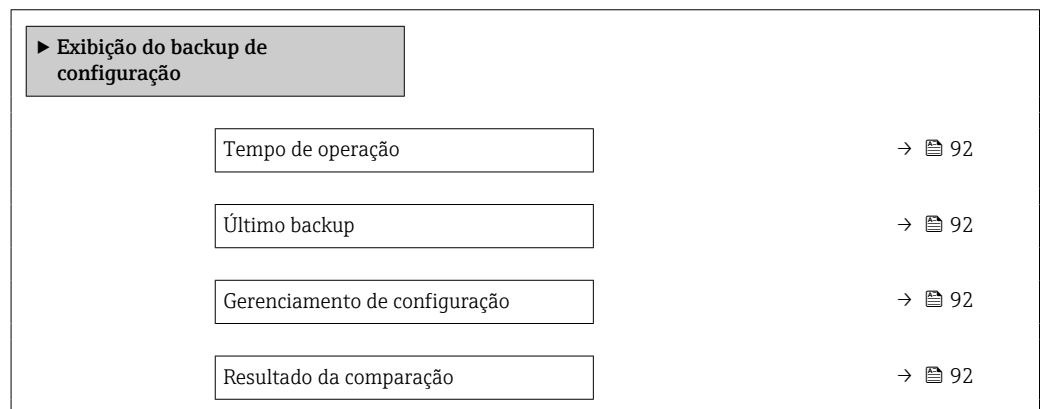 ▶ Exibição do backup de
configuração
Tempo de operação → 🖹 92
Último backup → 🖹 92
Gerenciamento de configuração → 🖹 92
Resultado da comparação → 🖹 92